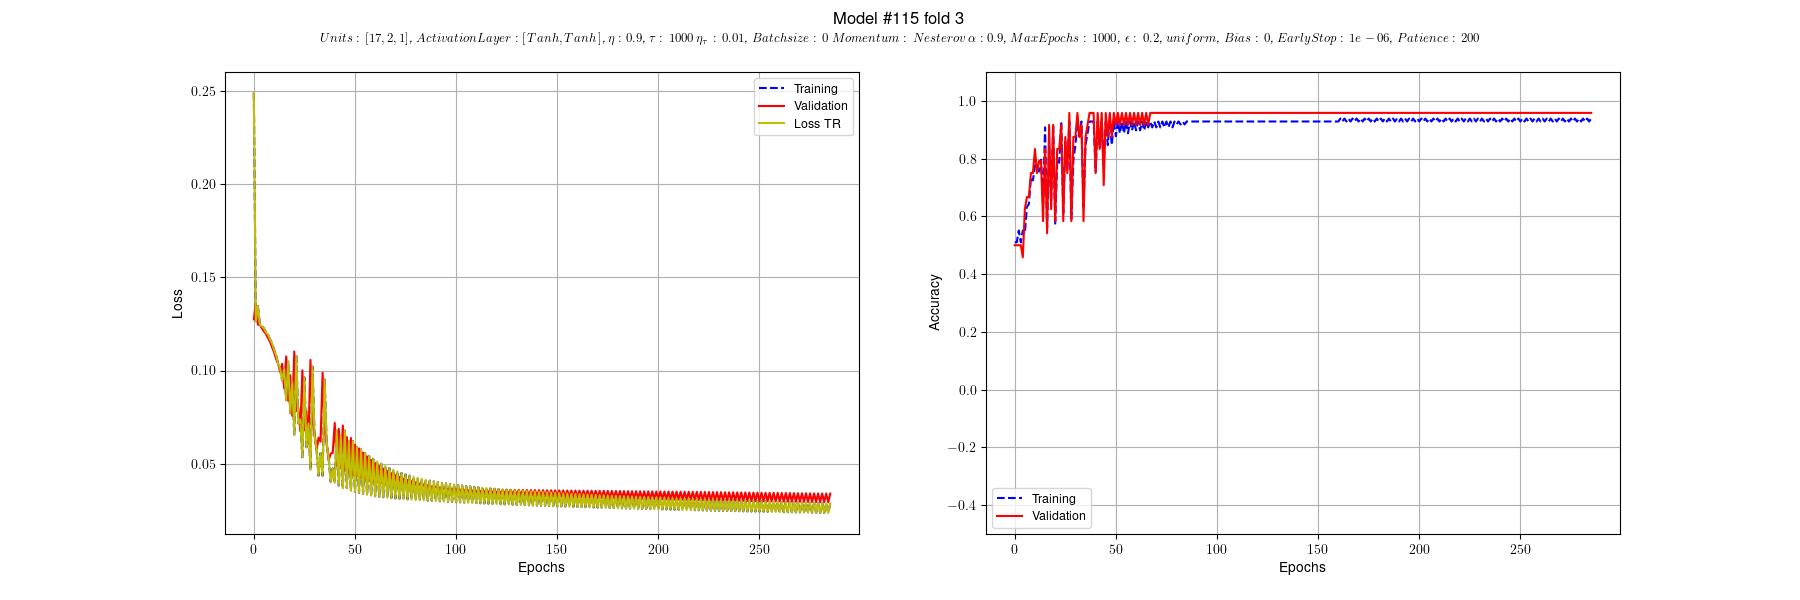 Model #115 fold 3
Units : [17, 2, 1], ActivationLayer : [Tanh, Tanh], η : 0.9, τ : 1000 η_τ : 0.01, Batchsize : 0 Momentum : Nesterov α : 0.9, MaxEpochs : 1000, ϵ : 0.2, uniform, Bias : 0, EarlyStop : 1e − 06, Patience : 200
0.25
0.20
0.15
0.10
0.05
Loss
0 50 100 150 200 250
Epochs
Training
Validation
Loss TR
1.0
0.8
0.6
0.4
0.2
0.0
−0.2
−0.4
Accuracy
0 50 100 150 200 250
Epochs
Training
Validation